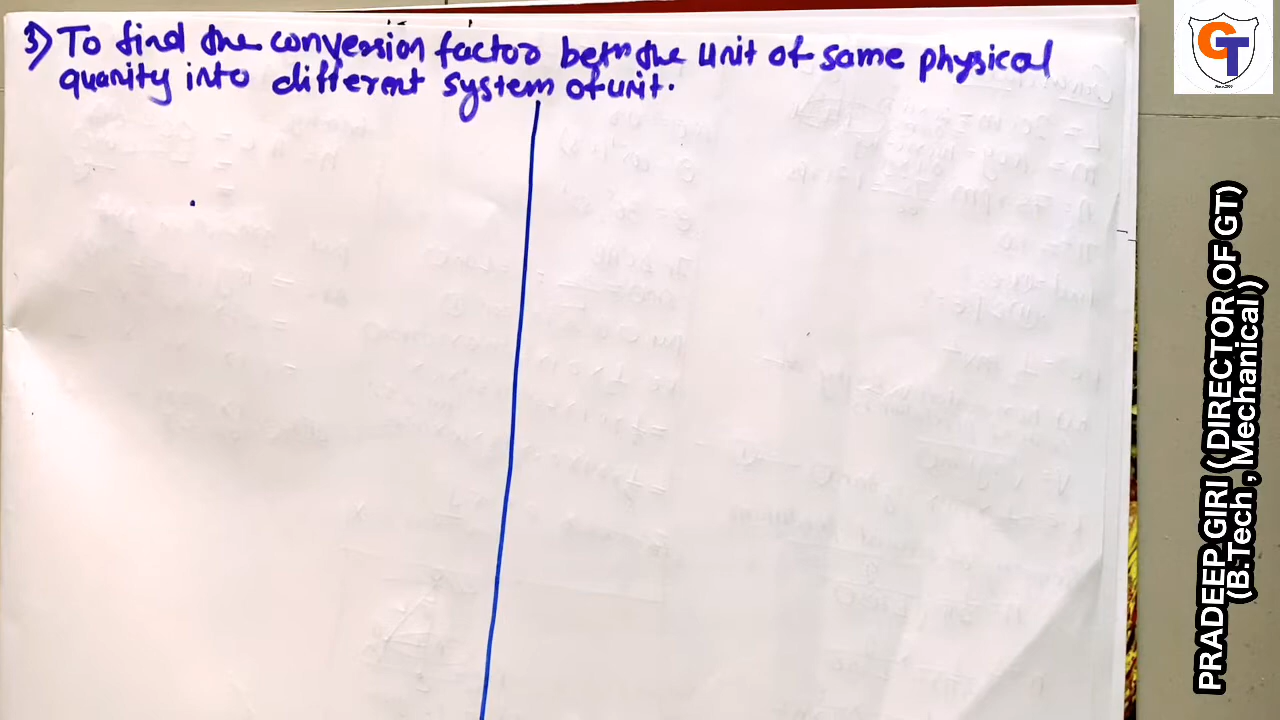 3) To find the conversion factor betn the unit of same physical
quanity into different system of unit.
GT
PRADEEP GIRI ( DIRECTOR OF GT)
(B.Tech , Mechanical )